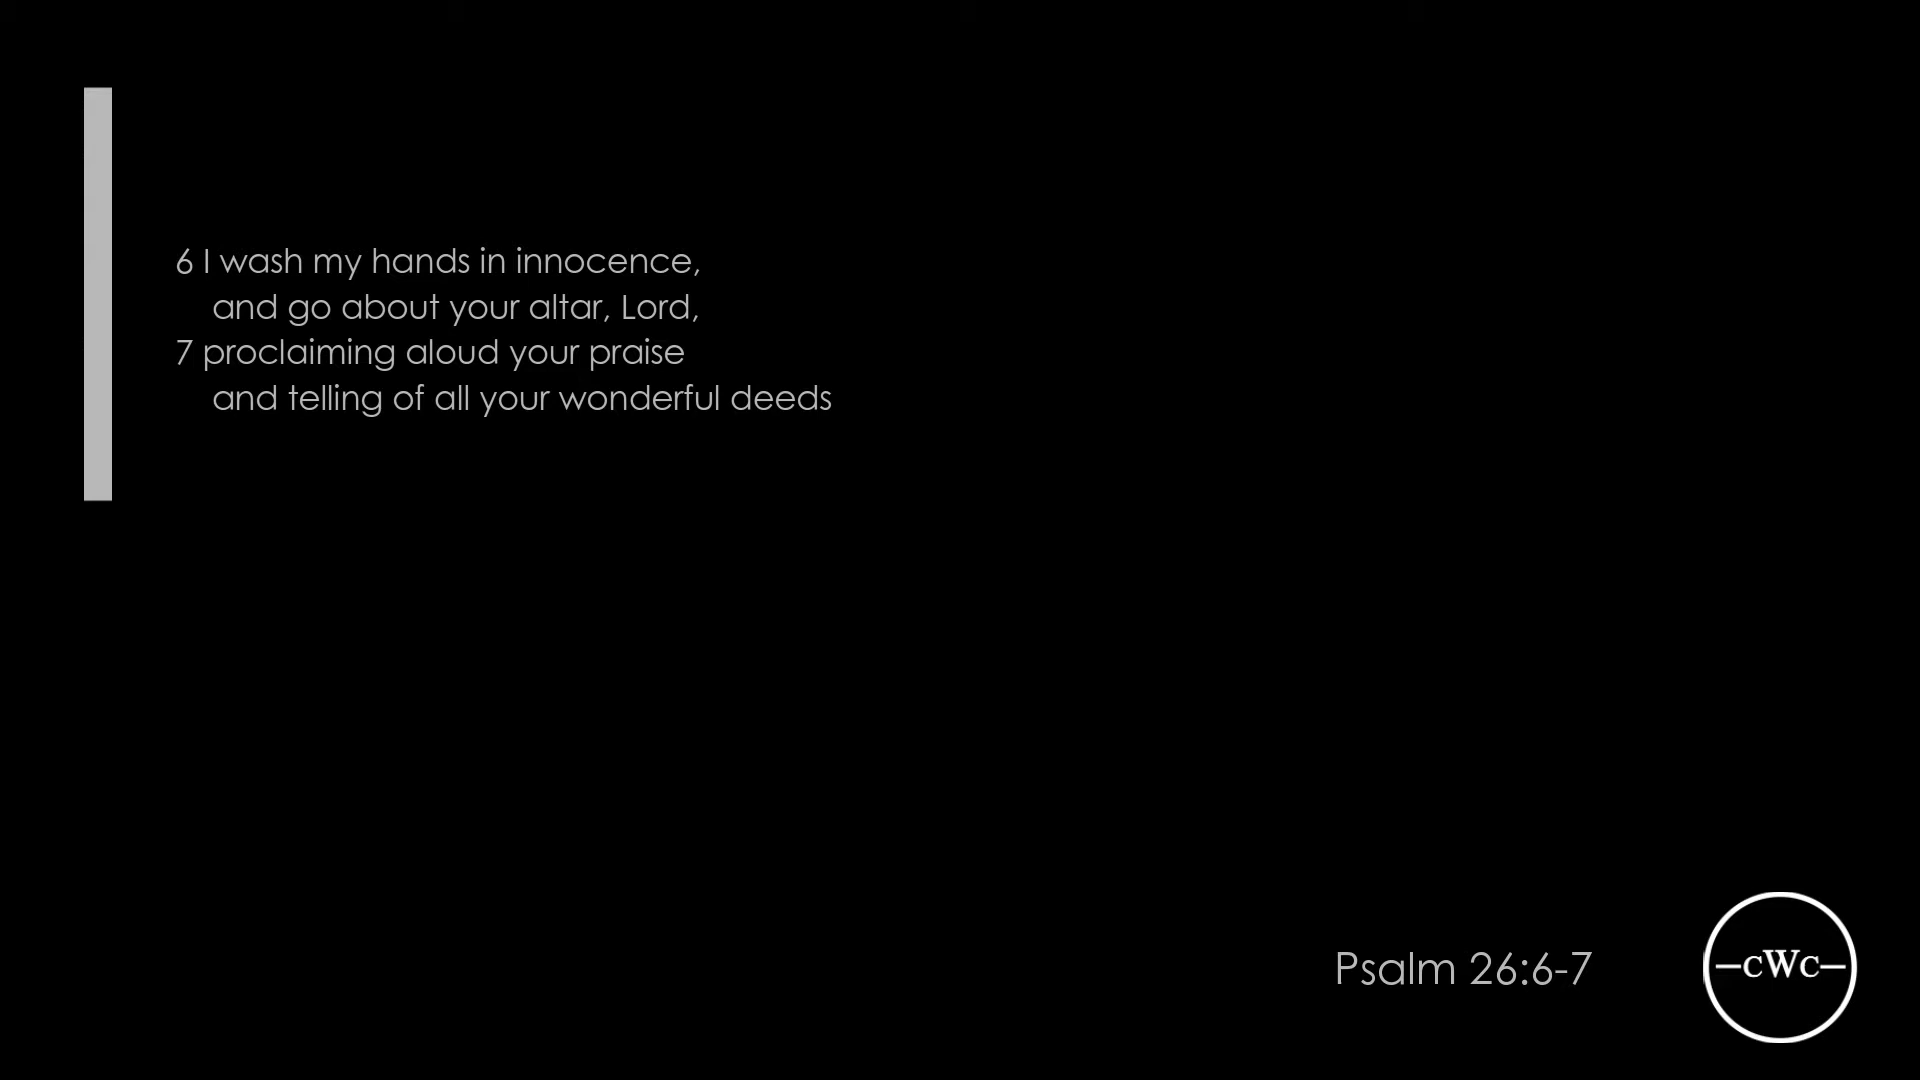 6 I wash my hands in innocence,
and go about your altar, Lord,
7 proclaiming aloud your praise
and telling of all your wonderful deeds
Psalm 26:6-7
cWc